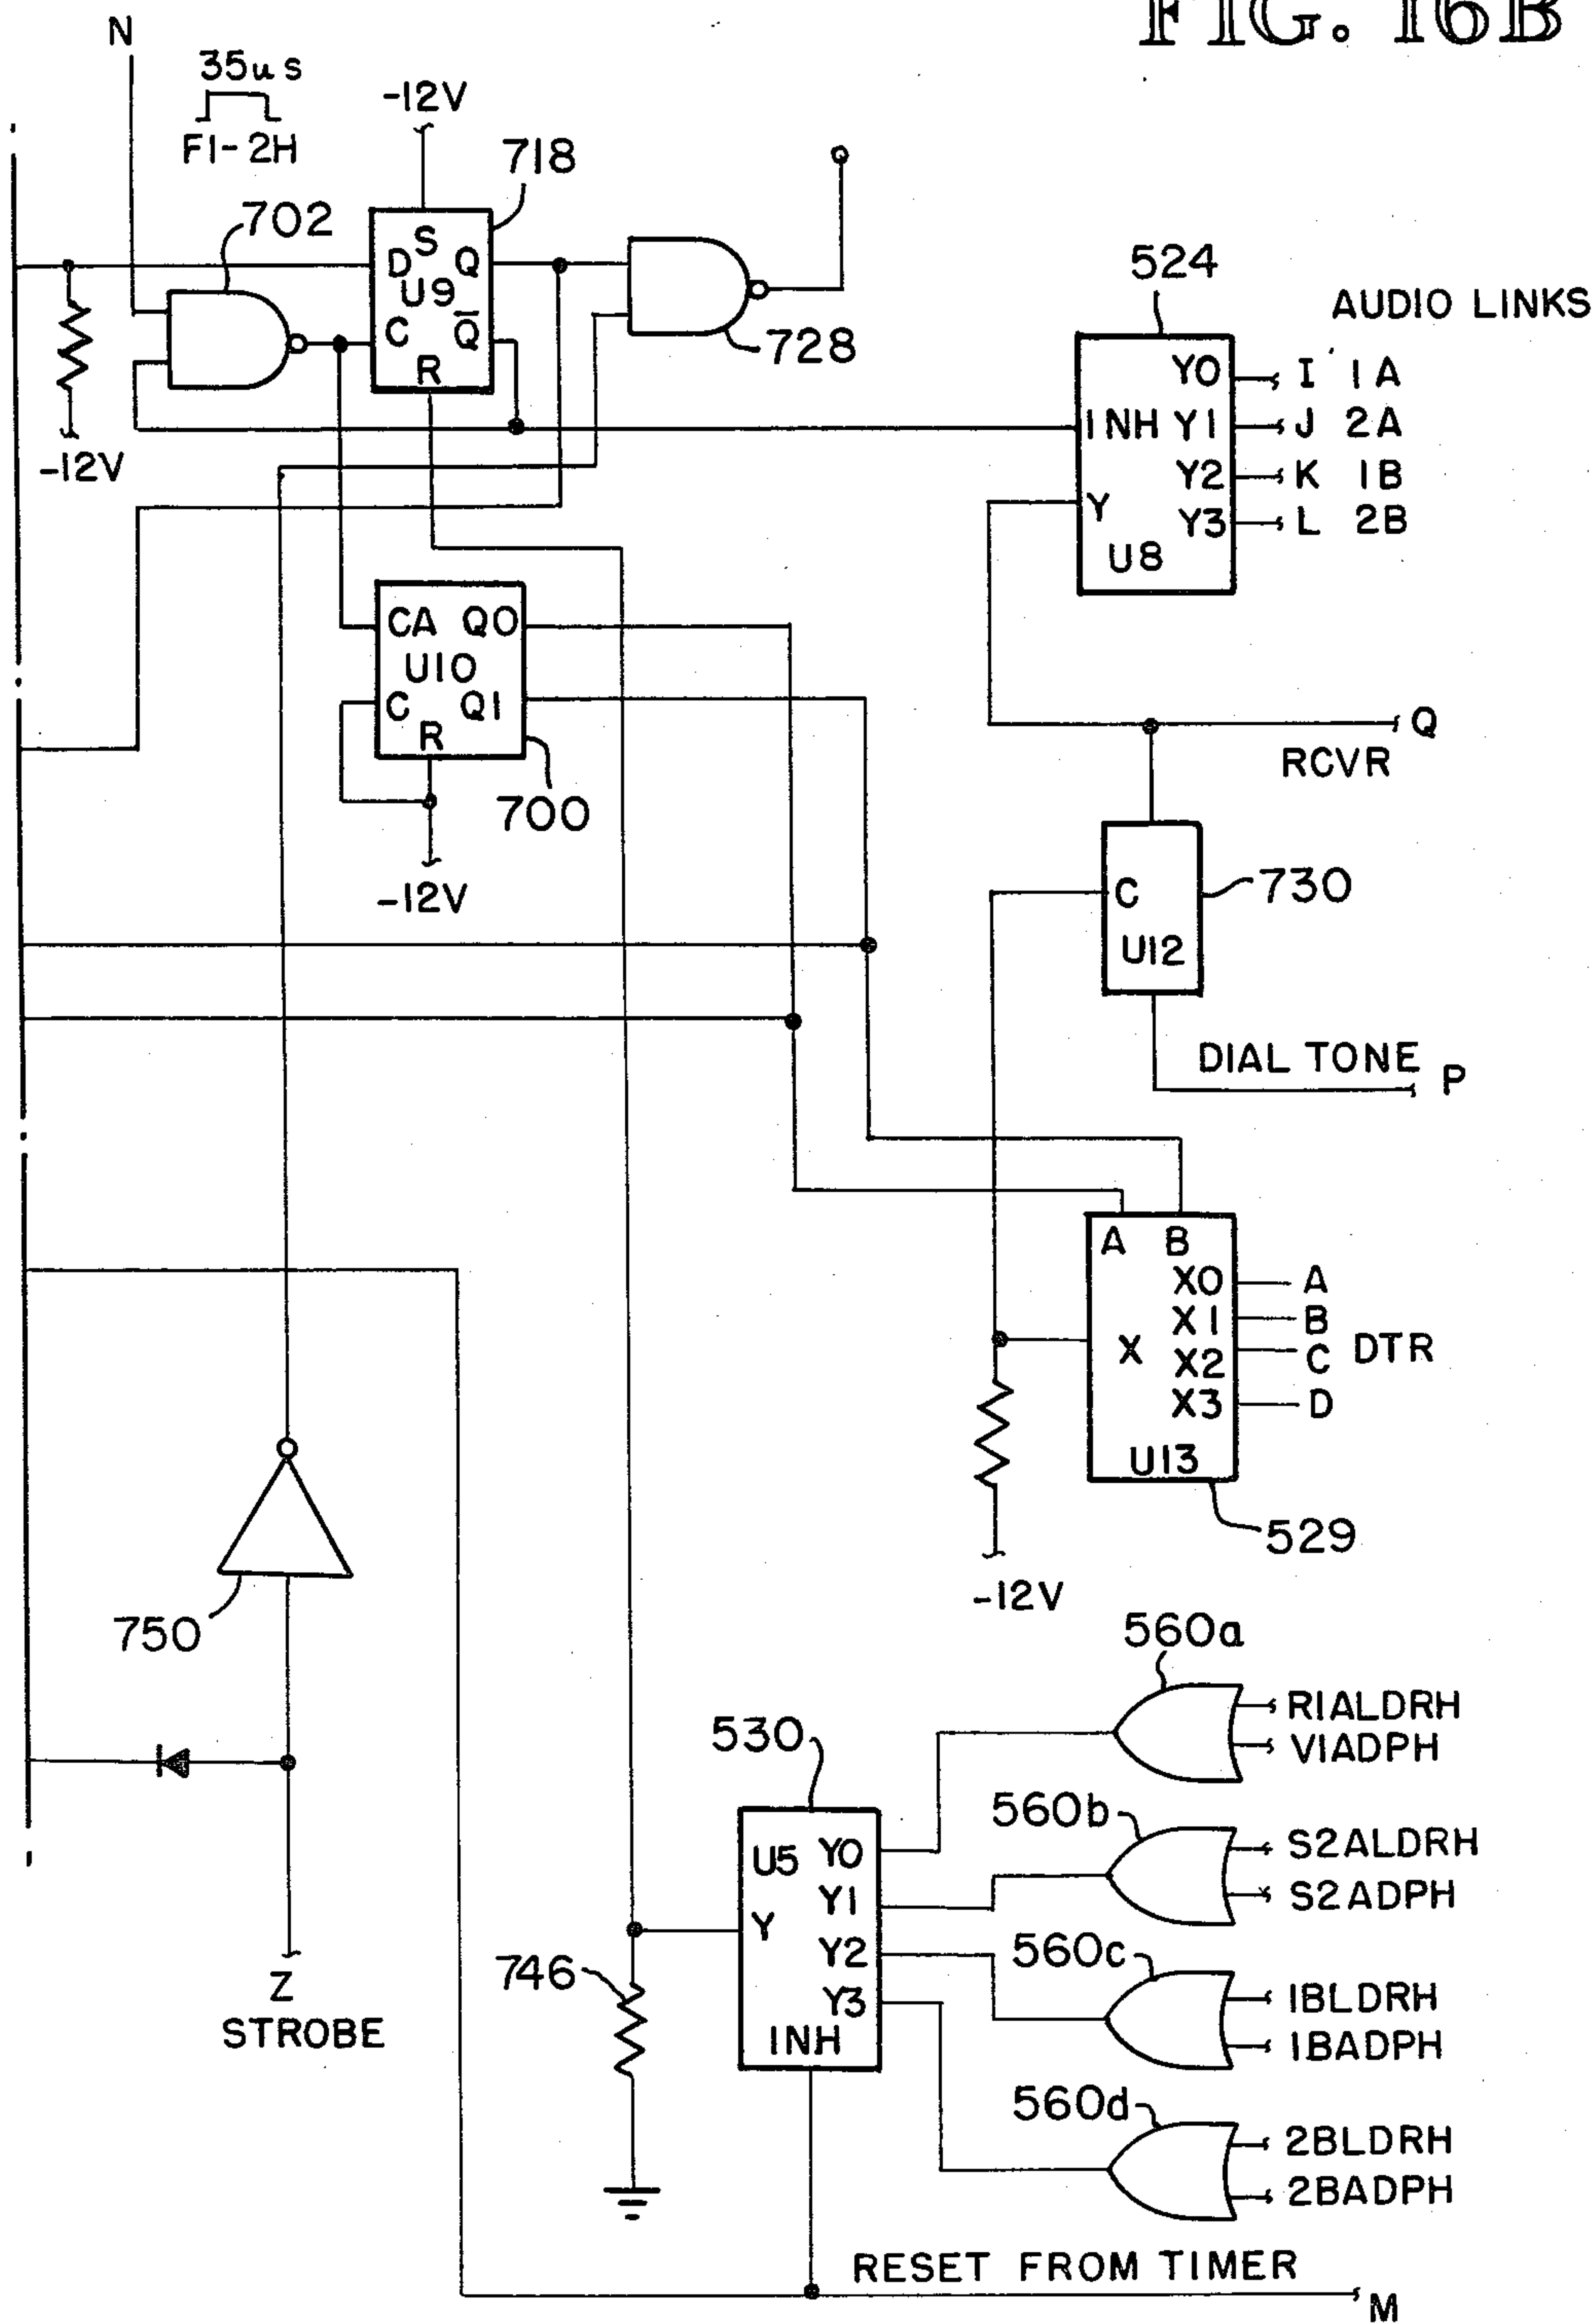 FIG. 16B
N
35us
F1-2H
-12V
718
702
D S Q
U9
C Q̅
R
728
-12V
524
AUDIO LINKS
Y0 I 1A
INH Y1 J 2A
Y2 K 1B
Y Y3 L 2B
U8
CA Q0
U10
C Q1
R
700
-12V
Q
RCVR
C
730
U12
DIAL TONE P
A B
X0 A
X1 B
X DTR
X2 C
X3 D
U13
529
-12V
750
Z
STROBE
560a
R1ALDRH
V1ADPH
530
560b
U5 Y0
S2ALDRH
Y1
S2ADPH
Y
Y2
560c
746
Y3
1BLDRH
INH
1BADPH
560d
2BLDRH
2BADPH
RESET FROM TIMER
M